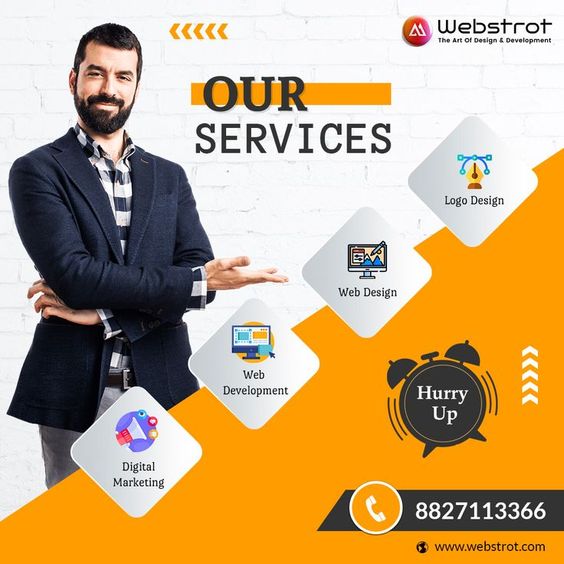 Webstrot
The Art Of Design & Development
OUR
SERVICES
Logo Design
Web Design
Web
Development
Digital
Marketing
Hurry
Up
8827113366
www.webstrot.com